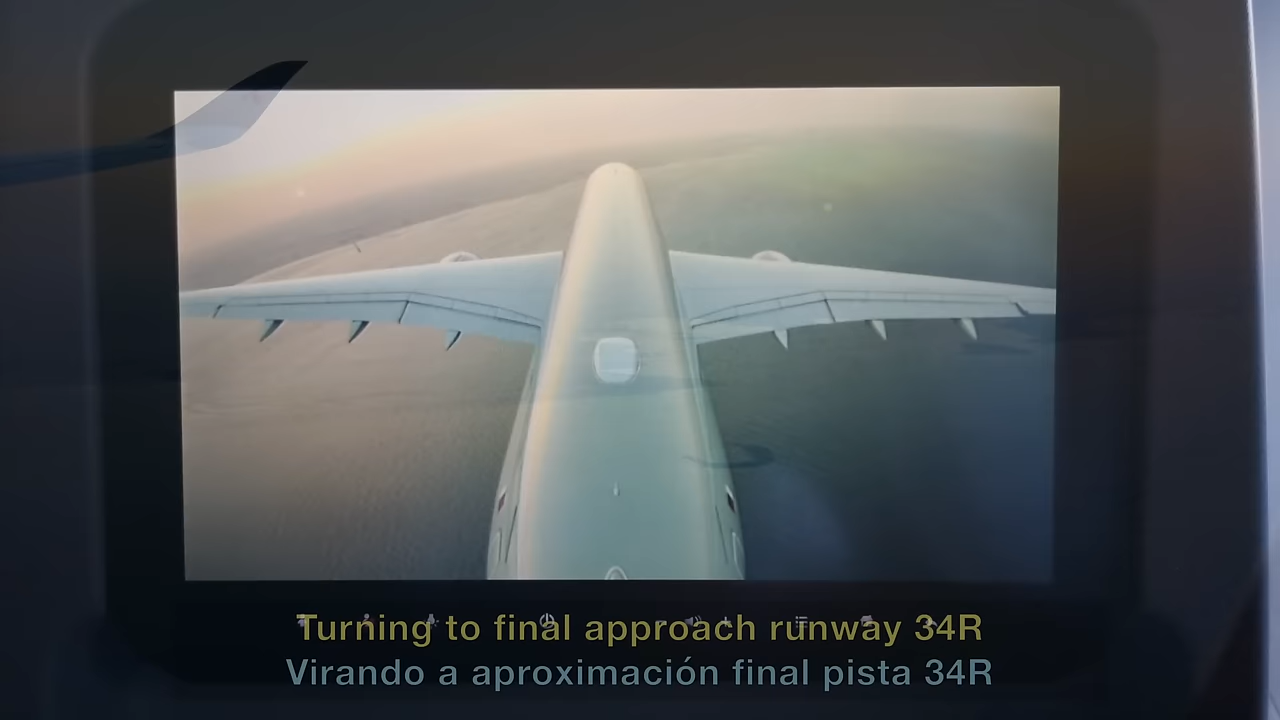 Turning to final approach runway 34R
Virando a aproximación final pista 34R